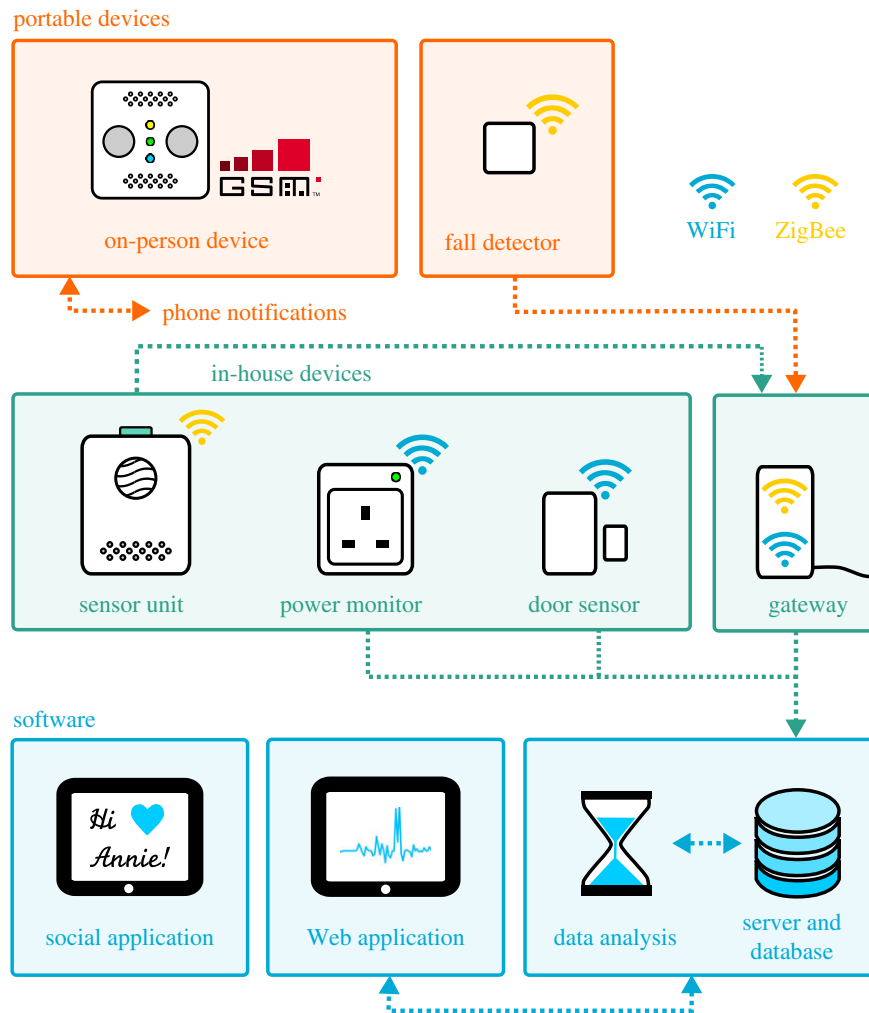 portable devices
GSM™
on-person device
fall detector
WiFi
ZigBee
phone notifications
in-house devices
sensor unit
power monitor
door sensor
gateway
software
Hi
Annie!
social application
Web application
data analysis
server and
database